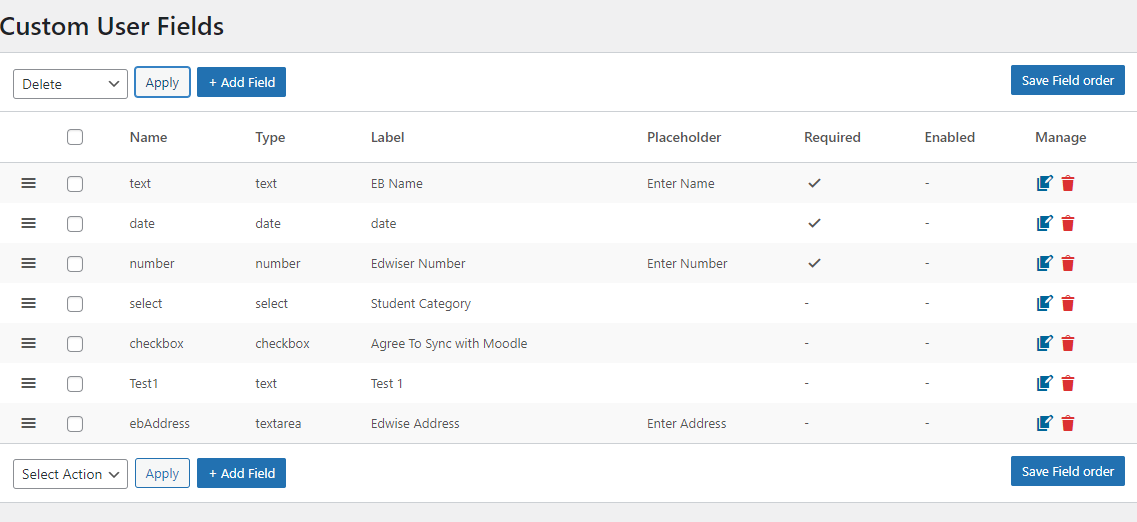 Custom User Fields
Delete Apply + Add Field Save Field order
Name Type Label Placeholder Required Enabled Manage
text text EB Name Enter Name -
date date date -
number number Edwiser Number Enter Number -
select select Student Category - -
checkbox checkbox Agree To Sync with Moodle - -
Test1 text Test 1 - -
ebAddress textarea Edwise Address Enter Address - -
Select Action Apply + Add Field Save Field order